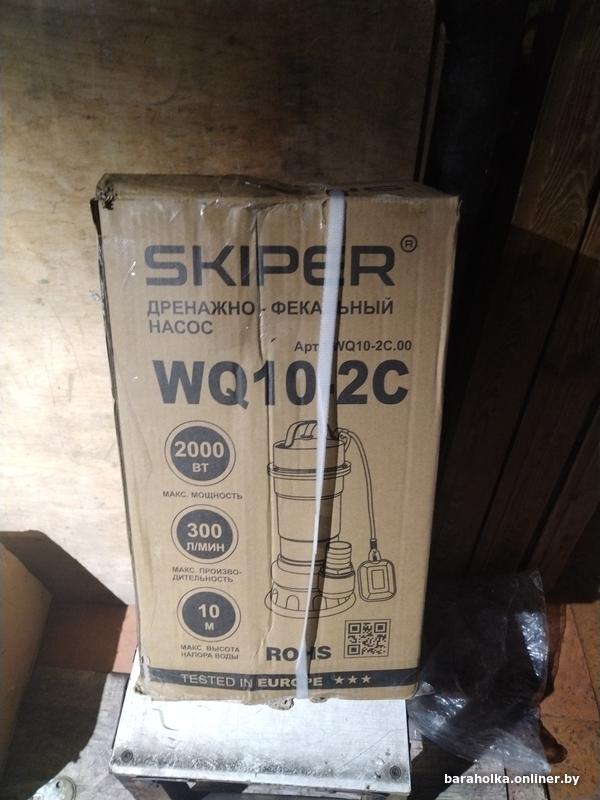 SKIPER®
ДРЕНАЖНО - ФЕКАЛЬНЫЙ
НАСОС
Арт. WQ10-2C.00
WQ10-2C
2000
ВТ
МАКС. МОЩНОСТЬ
300
Л/МИН
МАКС. ПРОИЗВО-
ДИТЕЛЬНОСТЬ
10
М
МАКС. ВЫСОТА
НАПОРА ВОДЫ
ROHS
TESTED IN EUROPE ★★★
baraholka.onliner.by